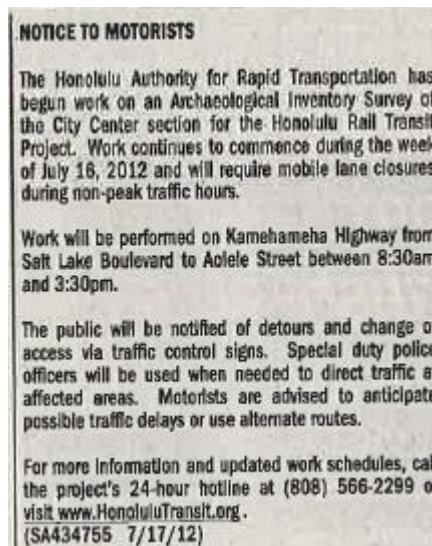 NOTICE TO MOTORISTS
The Honolulu Authority for Rapid Transportation has
begun work on an Archaeological Inventory Survey of
the City Center section for the Honolulu Rail Transit
Project. Work continues to commence during the week
of July 16, 2012 and will require mobile lane closures
during non-peak traffic hours.
Work will be performed on Kamehameha Highway from
Salt Lake Boulevard to Aolele Street between 8:30am
and 3:30pm.
The public will be notified of detours and change o
access via traffic control signs. Special duty police
officers will be used when needed to direct traffic a
affected areas. Motorists are advised to anticipate
possible traffic delays or use alternate routes.
For more information and updated work schedules, cal
the project's 24-hour hotline at (808) 566-2299 o
visit www.HonoluluTransit.org.
(SA434755 7/17/12)